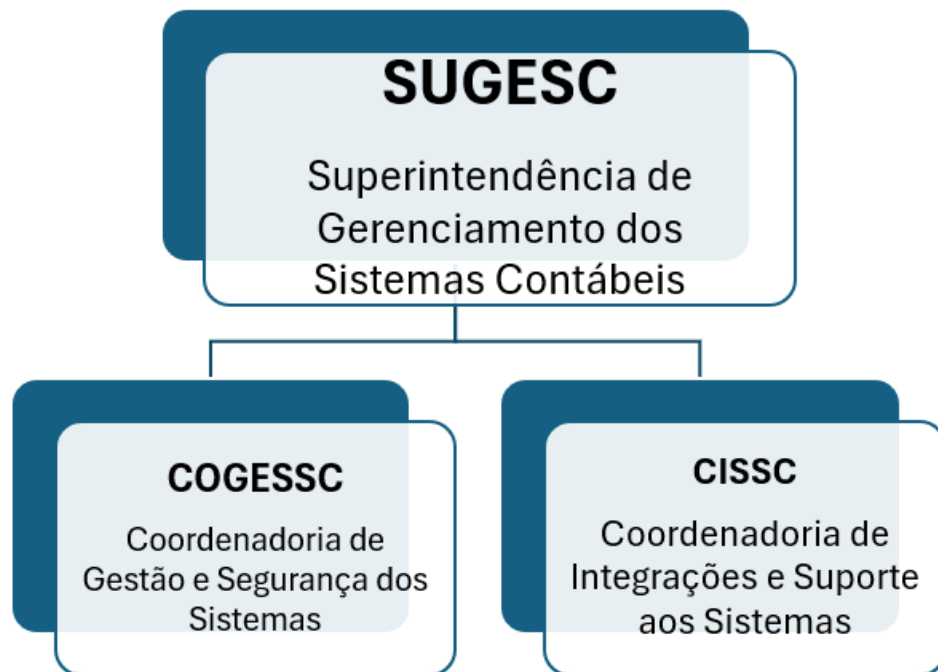 SUGESC
Superintendência de
Gerenciamento dos
Sistemas Contábeis
COGESSC
Coordenadoria de
Gestão e Segurança dos
Sistemas
CISSC
Coordenadoria de
Integrações e Suporte
aos Sistemas